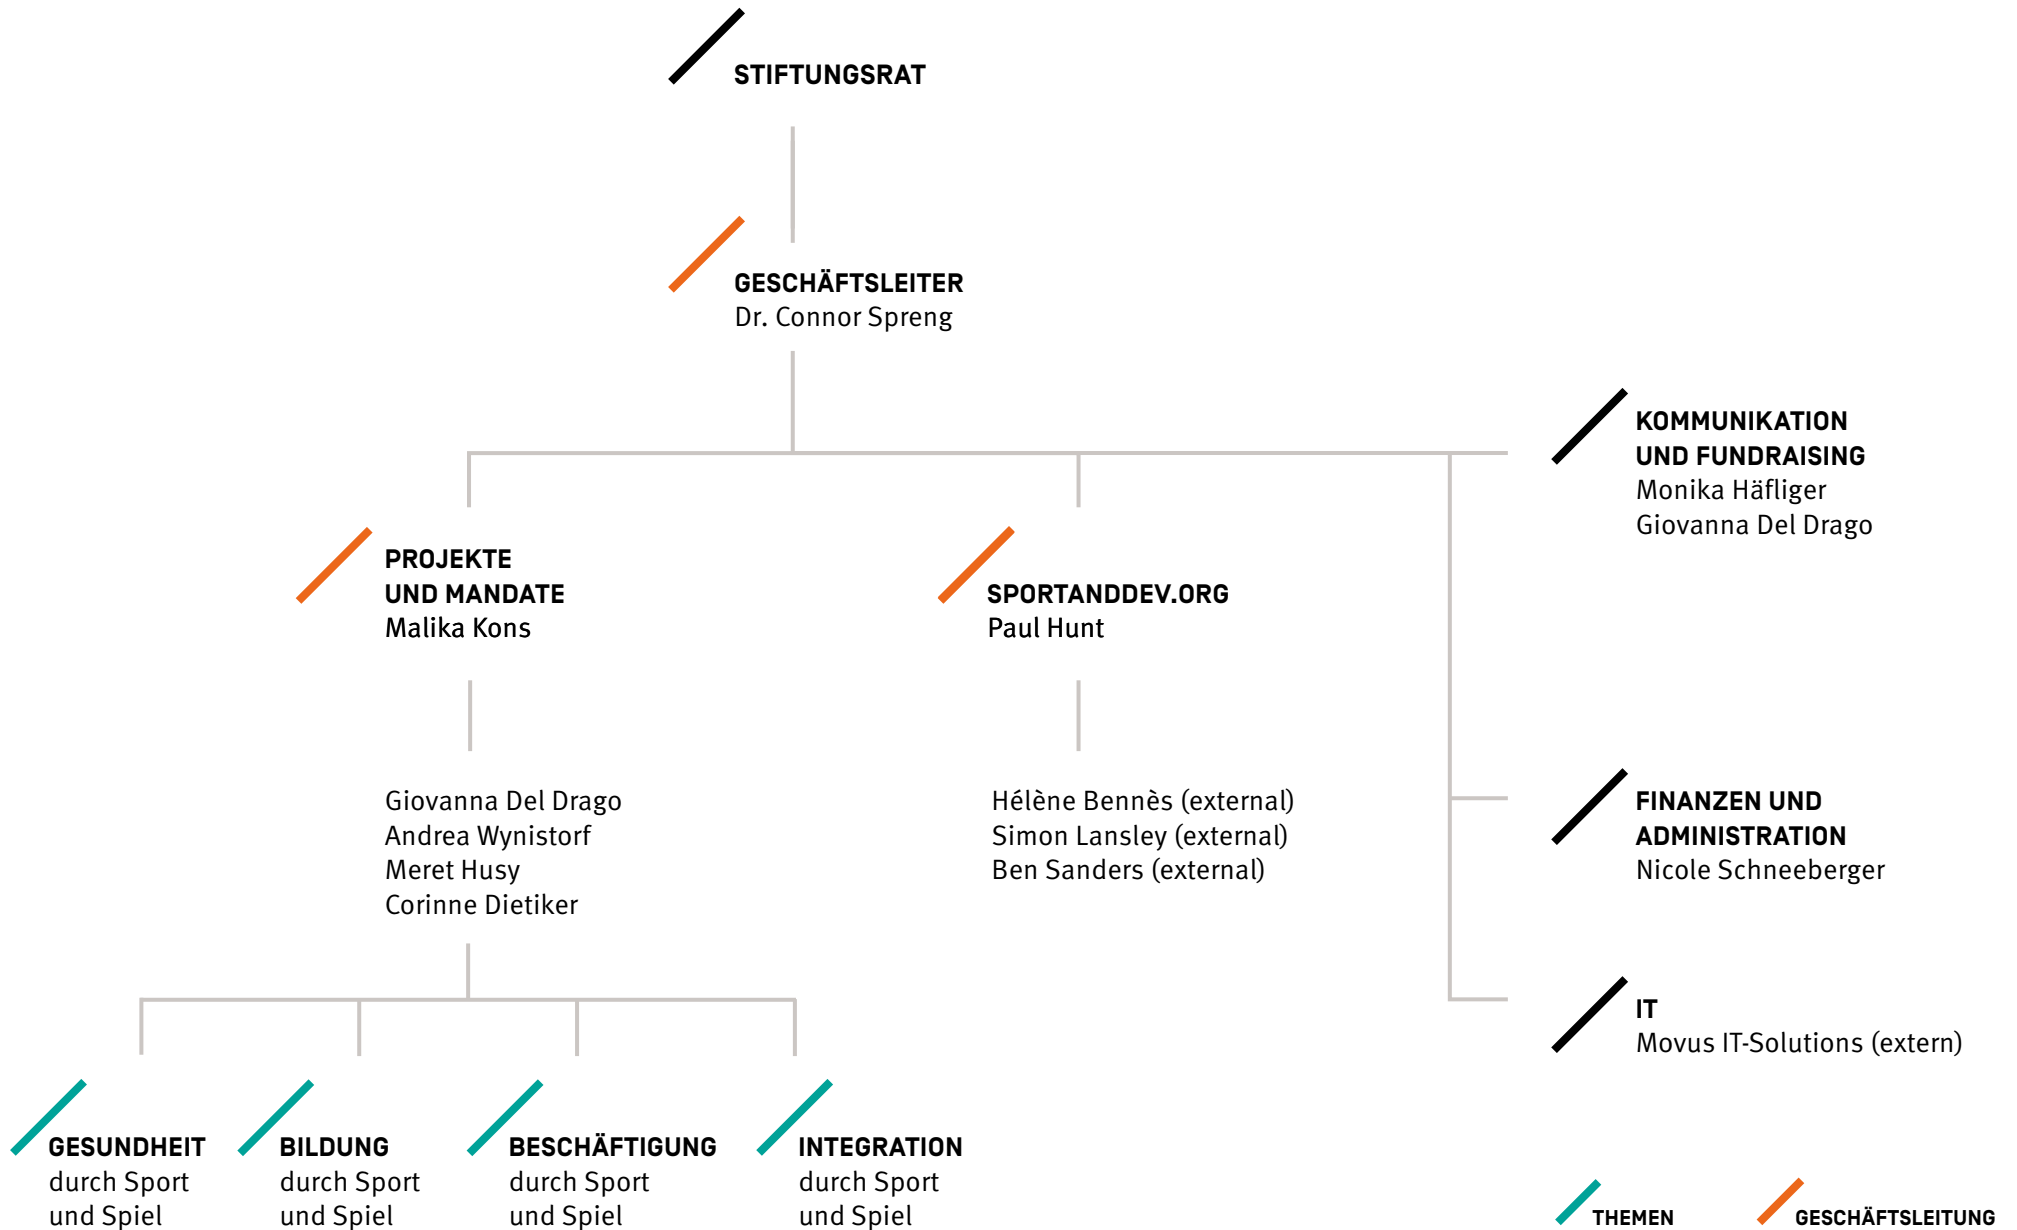 STIFTUNGSRAT
GESCHÄFTSLEITER
Dr. Connor Spreng
KOMMUNIKATION
UND FUNDRAISING
Monika Häfliger
Giovanna Del Drago
PROJEKTE
UND MANDATE
Malika Kons
SPORTANDDEV.ORG
Paul Hunt
Giovanna Del Drago
Andrea Wynistorf
Meret Husy
Corinne Dietiker
Hélène Bennès (external)
Simon Lansley (external)
Ben Sanders (external)
FINANZEN UND
ADMINISTRATION
Nicole Schneeberger
IT
Movus IT-Solutions (extern)
GESUNDHEIT
durch Sport
und Spiel
BILDUNG
durch Sport
und Spiel
BESCHÄFTIGUNG
durch Sport
und Spiel
INTEGRATION
durch Sport
und Spiel
THEMEN
GESCHÄFTSLEITUNG